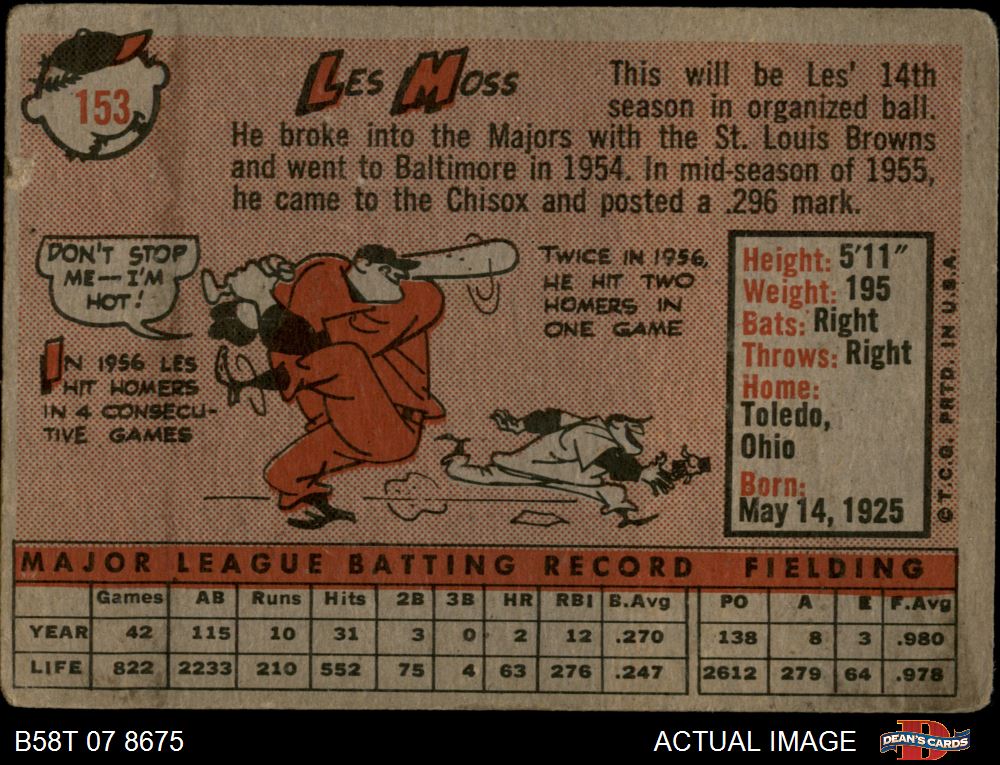 153
LES MOSS
This will be Les' 14th
season in organized ball.
He broke into the Majors with the St. Louis Browns
and went to Baltimore in 1954. In mid-season of 1955,
he came to the Chisox and posted a .296 mark.
DON'T STOP
ME—I'M
HOT!
IN 1956 LES
HIT HOMERS
IN 4 CONSECU-
TIVE GAMES
TWICE IN 1956,
HE HIT TWO
HOMERS IN
ONE GAME
Height: 5'11"
Weight: 195
Bats: Right
Throws: Right
Home:
Toledo,
Ohio
Born:
May 14, 1925
© T.C.G. PRTD. IN U.S.A.
MAJOR LEAGUE BATTING RECORD FIELDING
Games AB Runs Hits 2B 3B HR RBI B.Avg PO A E F.Avg
YEAR 42 115 10 31 3 0 2 12 .270 138 8 3 .980
LIFE 822 2233 210 552 75 4 63 276 .247 2612 279 64 .978
B58T 07 8675 ACTUAL IMAGE DEAN'S CARDS